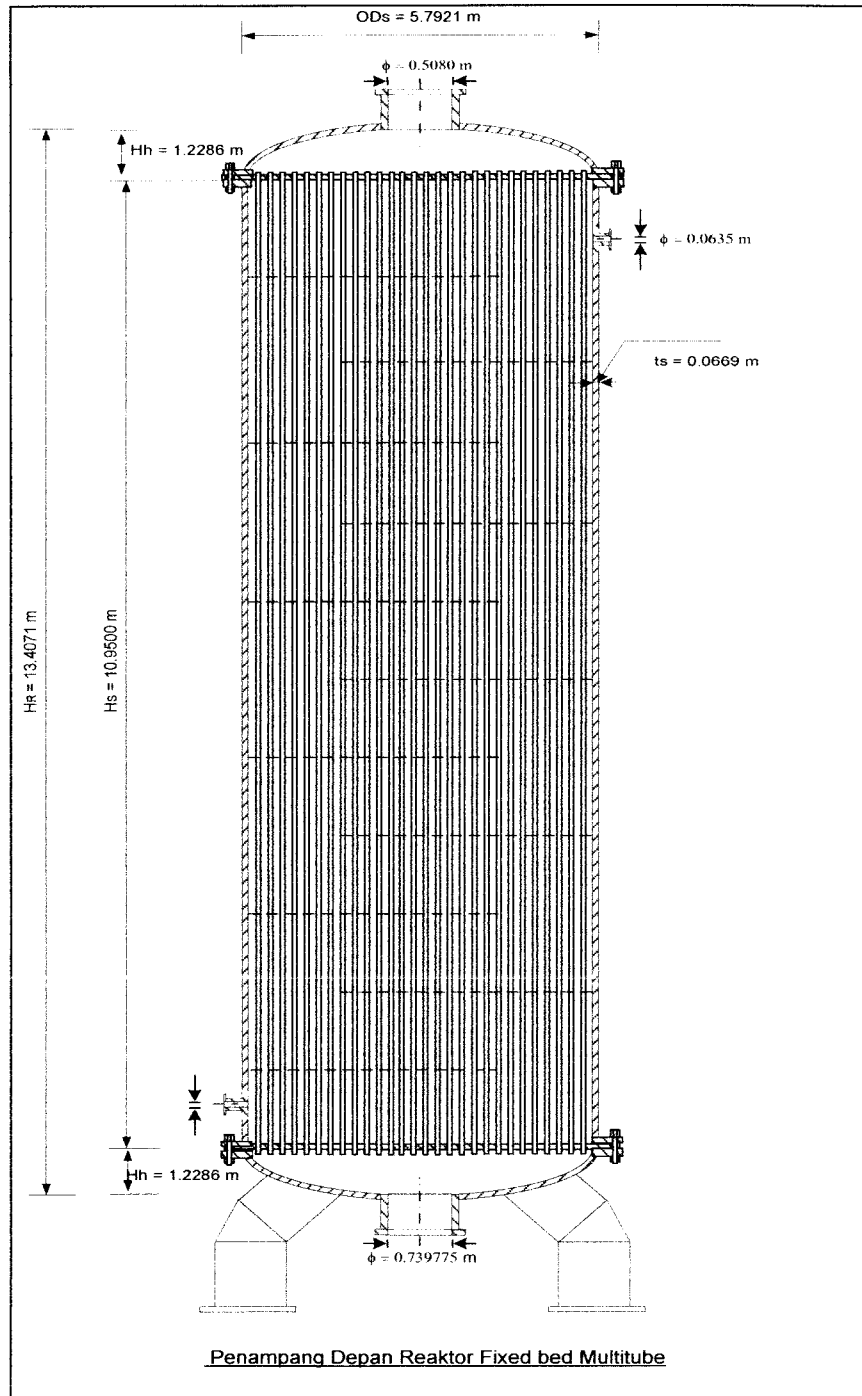 ODs = 5.7921 m
ϕ = 0.5080 m
Hh = 1.2286 m
ϕ = 0.0635 m
ts = 0.0669 m
HR = 13.4071 m
Hs = 10.9500 m
Hh = 1.2286 m
ϕ = 0.739775 m
Penampang Depan Reaktor Fixed bed Multitube